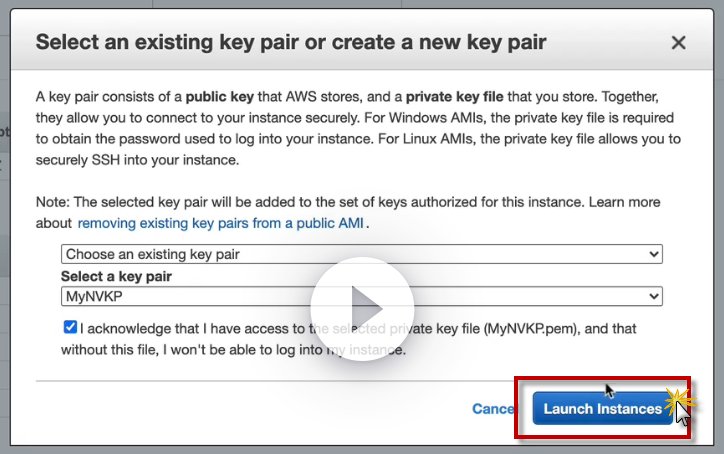 Select an existing key pair or create a new key pair
A key pair consists of a public key that AWS stores, and a private key file that you store. Together,
they allow you to connect to your instance securely. For Windows AMIs, the private key file is required
to obtain the password used to log into your instance. For Linux AMIs, the private key file allows you to
securely SSH into your instance.
Note: The selected key pair will be added to the set of keys authorized for this instance. Learn more
about removing existing key pairs from a public AMI.
Choose an existing key pair
Select a key pair
MyNVKP
I acknowledge that I have access to the selected private key file (MyNVKP.pem), and that
without this file, I won't be able to log into my instance.
Cance
Launch Instances